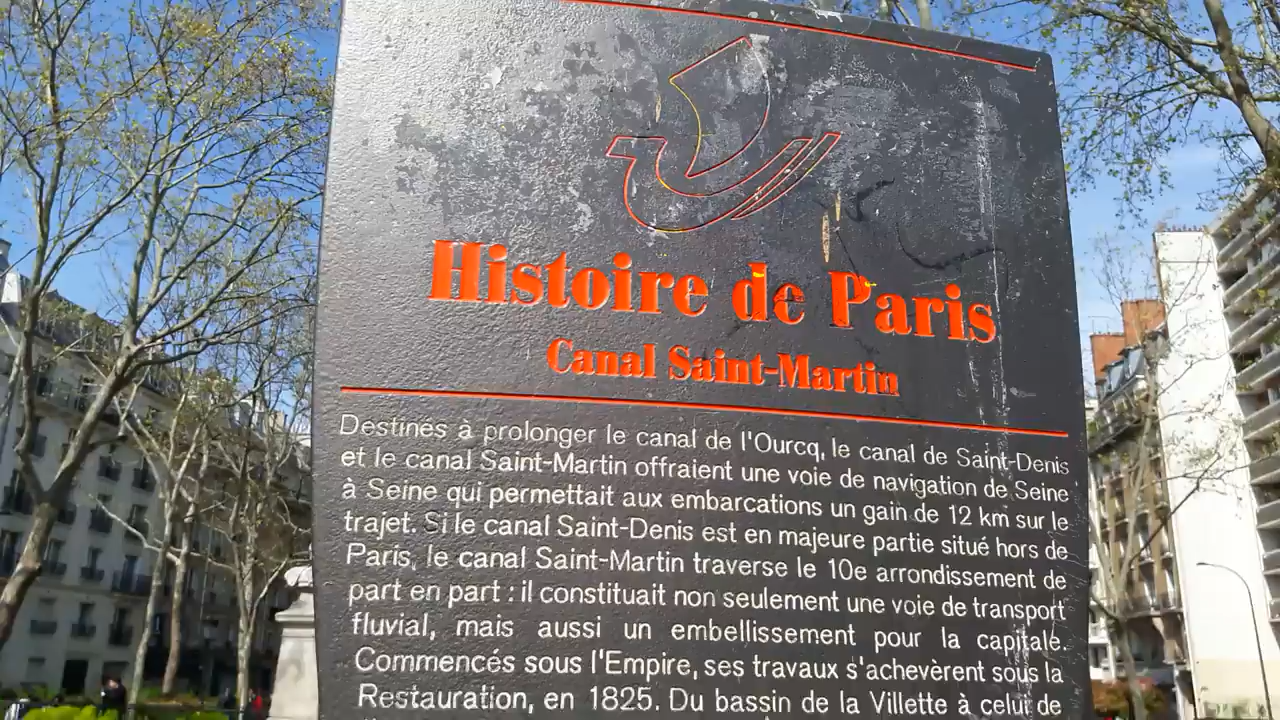 Histoire de Paris
Canal Saint-Martin
Destinés à prolonger le canal de l'Ourcq, le canal de Saint-Denis
et le canal Saint-Martin offraient une voie de navigation de Seine
à Seine qui permettait aux embarcations un gain de 12 km sur le
trajet. Si le canal Saint-Denis est en majeure partie situé hors de
Paris, le canal Saint-Martin traverse le 10e arrondissement de
part en part : il constituait non seulement une voie de transport
fluvial, mais aussi un embellissement pour la capitale.
Commencés sous l'Empire, ses travaux s'achevèrent sous la
Restauration, en 1825. Du bassin de la Villette à celui de